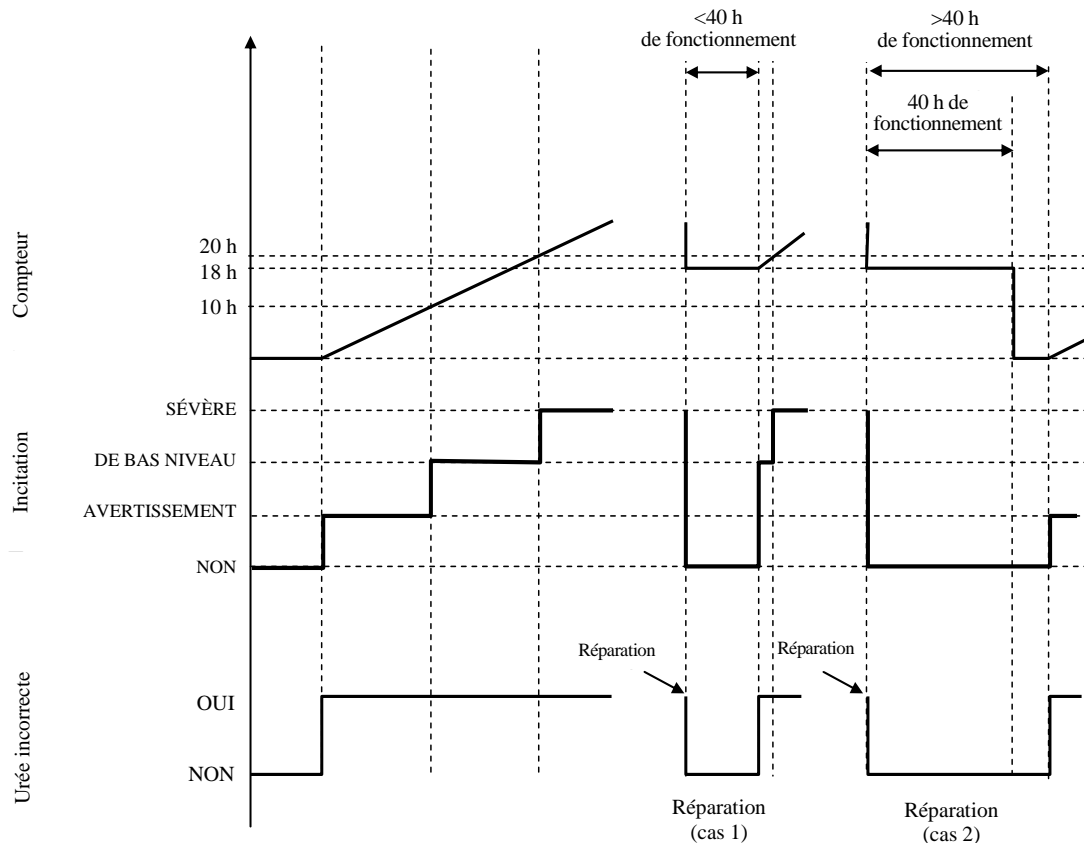 <40 h
de fonctionnement
>40 h
de fonctionnement
40 h de
fonctionnement
Compteur
20 h
18 h
10 h
Incitation
SÉVÈRE
DE BAS NIVEAU
AVERTISSEMENT
NON
Urée incorrecte
OUI
NON
Réparation
Réparation
Réparation
(cas 1)
Réparation
(cas 2)